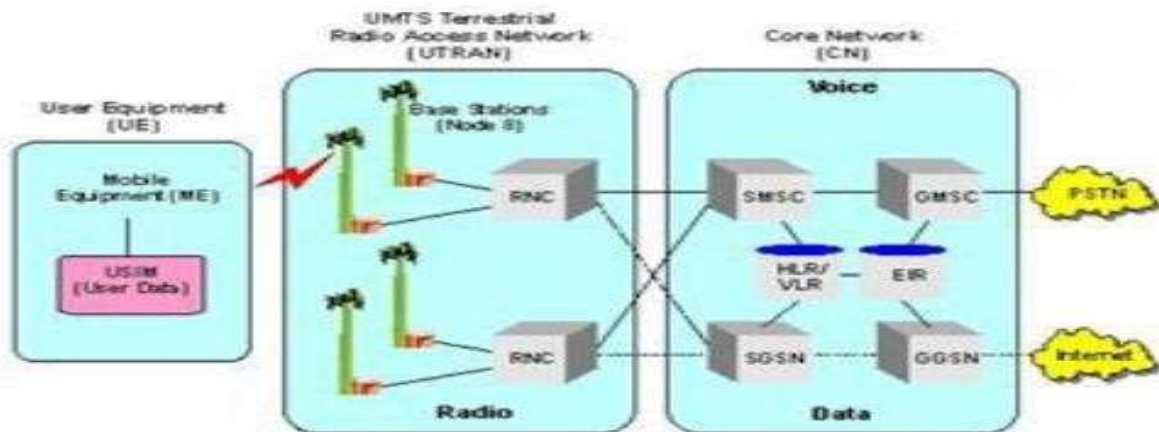 UMTS Terrestrial
Radio Access Network
(UTRAN)
Core Network
(CN)
User Equipment
(UE)
Mobile
Equipment (ME)
USIM
(User Data)
Base Stations
(Node B)
RNC
RNC
Radio
Voice
SMSC
GMSC
HLR/
VLR
EIR
SGSN
GGSN
Data
PSTN
Internet